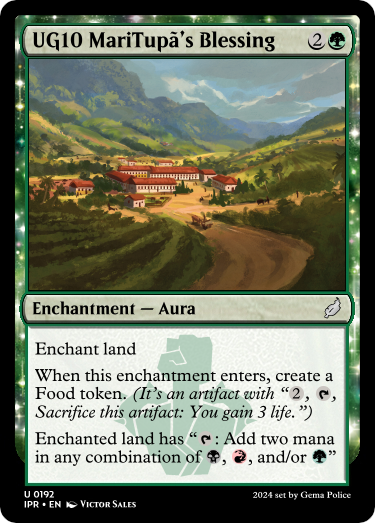 UG10 MariTupã's Blessing 2
Enchantment — Aura
Enchant land
When this enchantment enters, create a
Food token. (It's an artifact with "2, ,
Sacrifice this artifact: You gain 3 life.")
Enchanted land has " : Add two mana
in any combination of , , and/or "
U 0192
IPR • EN VICTOR SALES
2024 set by Gema Police